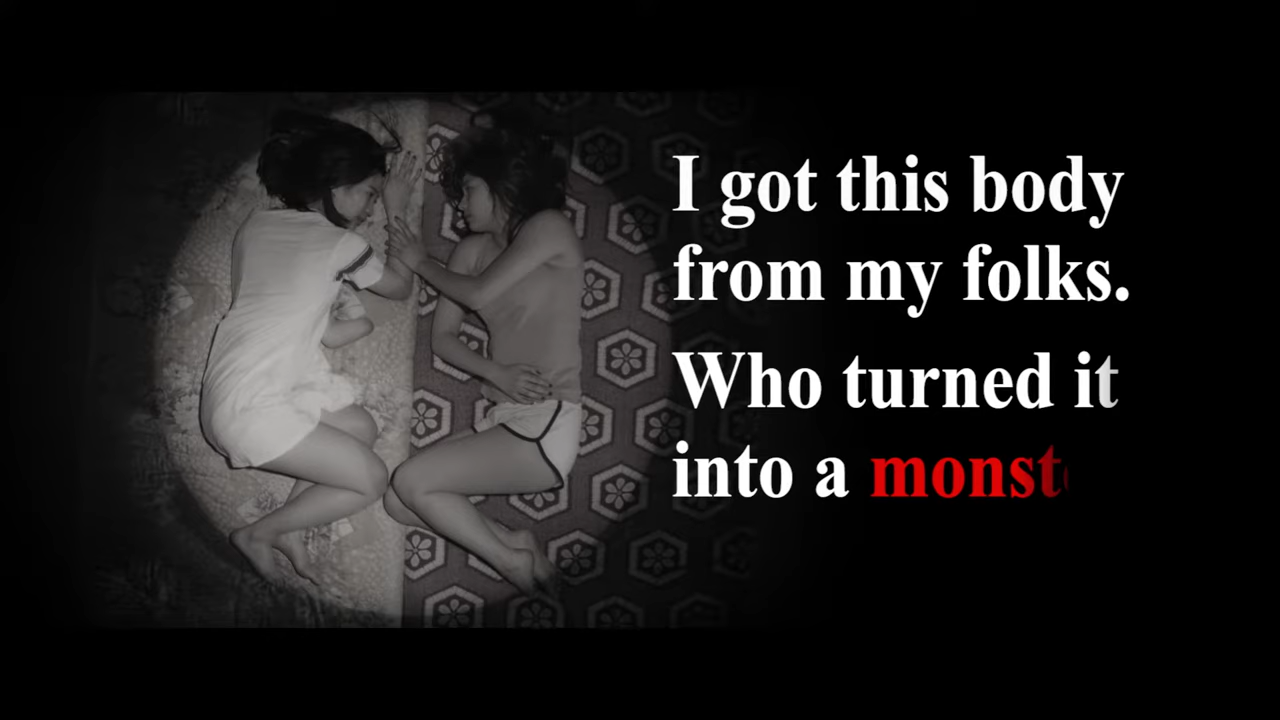 I got this body
from my folks.
Who turned it
into a monst